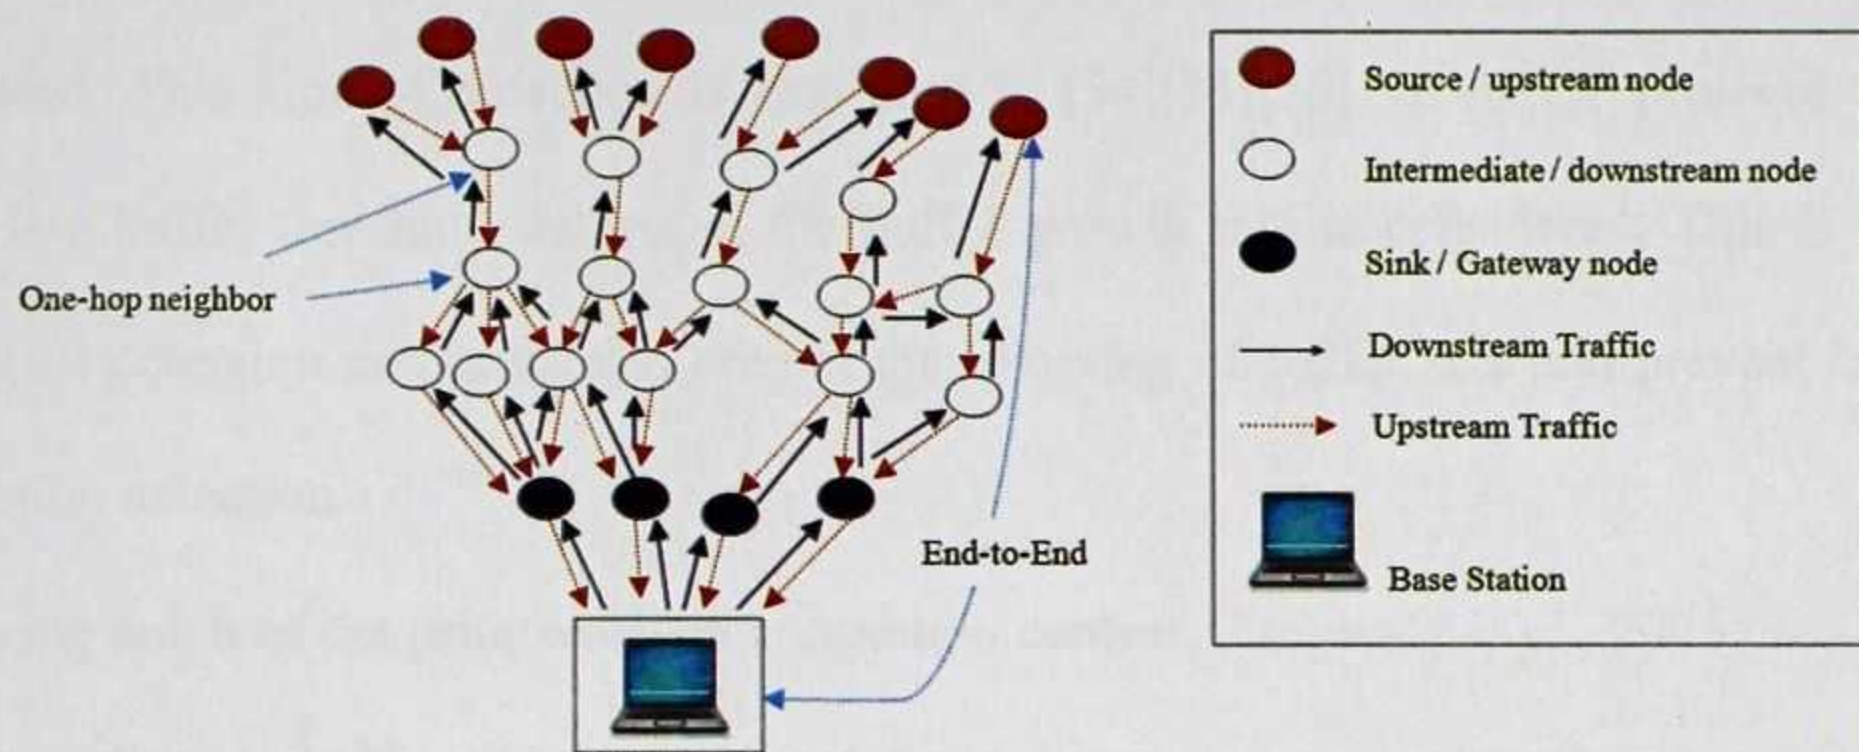 One-hop neighbor
End-to-End
Source / upstream node
Intermediate / downstream node
Sink / Gateway node
Downstream Traffic
Upstream Traffic
Base Station